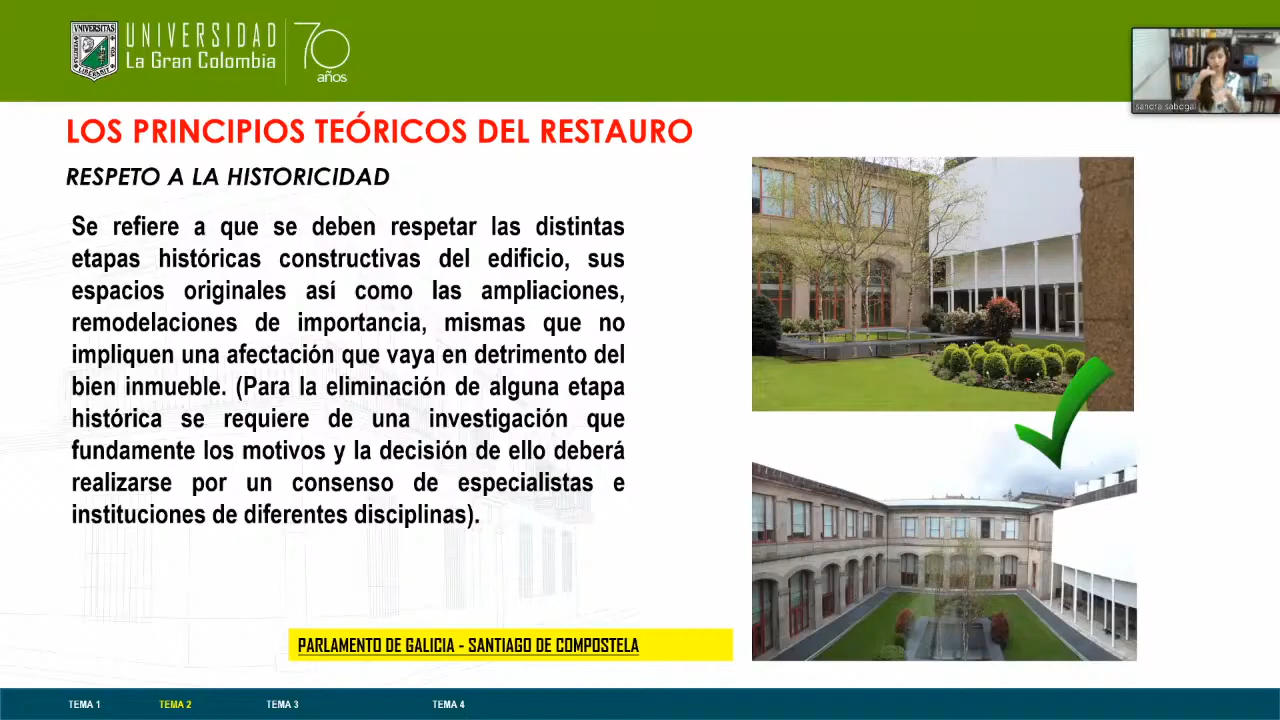 UNIVERSIDAD
La Gran Colombia
70
años
VNIVERSITAS
sandra sabogal
LOS PRINCIPIOS TEÓRICOS DEL RESTAURO
RESPETO A LA HISTORICIDAD
Se refiere a que se deben respetar las distintas
etapas históricas constructivas del edificio, sus
espacios originales así como las ampliaciones,
remodelaciones de importancia, mismas que no
impliquen una afectación que vaya en detrimento del
bien inmueble. (Para la eliminación de alguna etapa
histórica se requiere de una investigación que
fundamente los motivos y la decisión de ello deberá
realizarse por un consenso de especialistas e
instituciones de diferentes disciplinas).
PARLAMENTO DE GALICIA - SANTIAGO DE COMPOSTELA
TEMA 1
TEMA 2
TEMA 3
TEMA 4